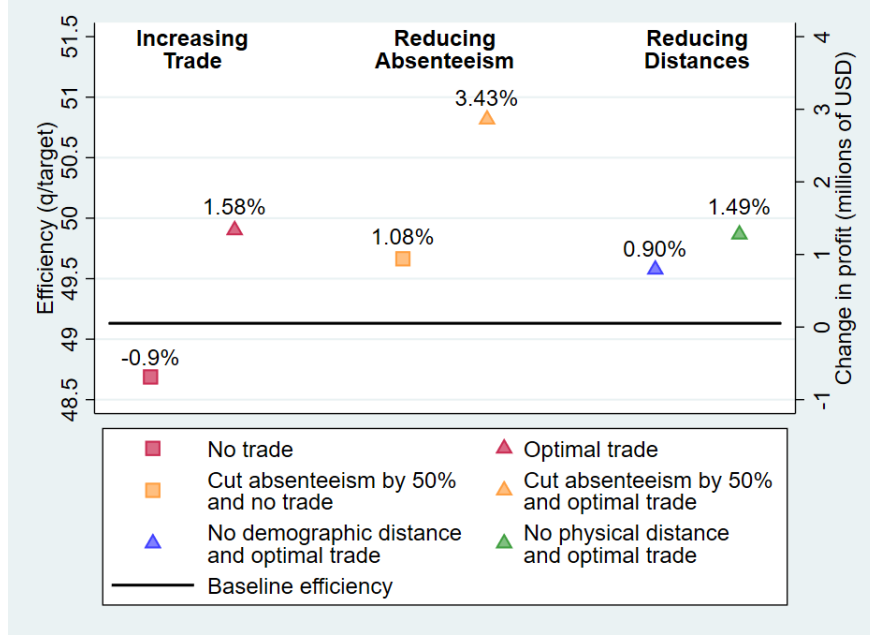 Increasing
Trade
Reducing
Absenteeism
Reducing
Distances
Efficiency (q/target)
51.5
51
50.5
50
49.5
49
48.5
Change in profit (millions of USD)
4
3
2
1
0
-1
-0.9%
1.58%
1.08%
3.43%
0.90%
1.49%
No trade
Optimal trade
Cut absenteeism by 50%
and no trade
Cut absenteeism by 50%
and optimal trade
No demographic distance
and optimal trade
No physical distance
and optimal trade
Baseline efficiency